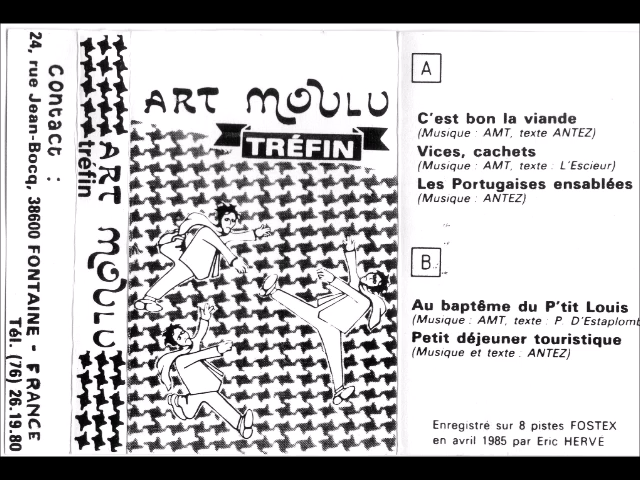 contact :
24, rue Jean-Bocq, 38600 FONTAINE - FRANCE
Tél. (76) 26.19.80
ART MOULU
tréfin
ART MOULU
TRÉFIN
A
C'est bon la viande
(Musique : AMT, texte ANTEZ)
Vices, cachets
(Musique : AMT, texte : L'Escieur)
Les Portugaises ensablées
(Musique : ANTEZ)
B
Au baptême du P'tit Louis
(Musique : AMT, texte : P. D'Estaplomb
Petit déjeuner touristique
(Musique et texte : ANTEZ)
Enregistré sur 8 pistes FOSTEX
en avril 1985 par Eric HERVE